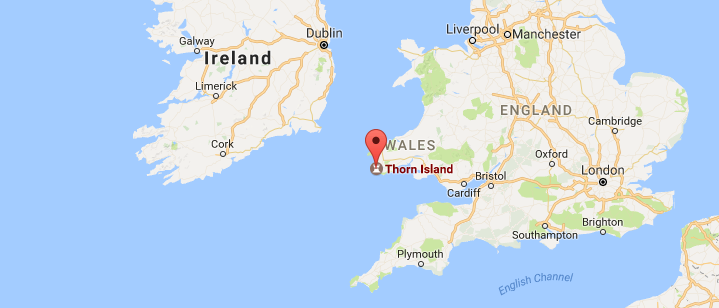 Liverpool
Manchester
Dublin
Galway
Ireland
Limerick
ENGLAND
Cambridge
Cork
WALES
Oxford
Thorn Island
London
Bristol
Cardiff
Brighton
Southampton
Plymouth
English Channel